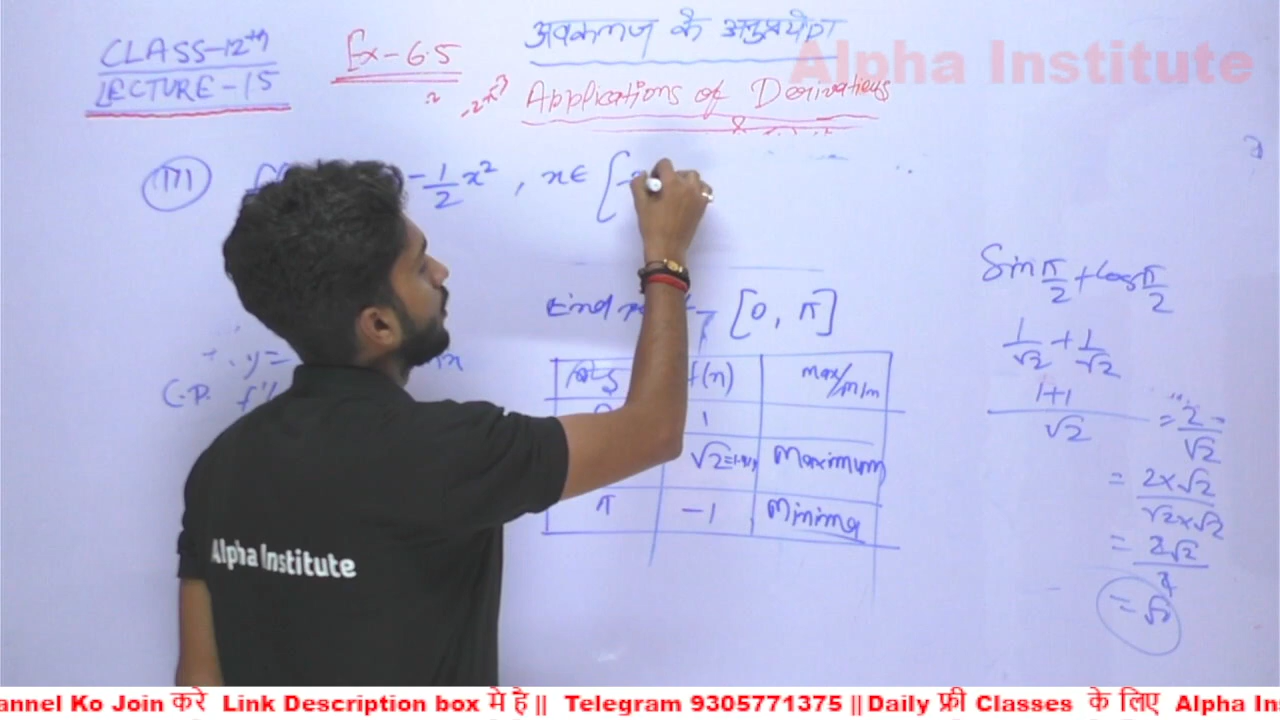 CLASS-12th
LECTURE-15
Ex-6.5
अवकलज के अनुप्रयोग
Applications of Derivatives
Alpha Institute
(iii) -1/2 x², x∈ [
[0, π]
y=
C.P.
f(x) max/min
1
√2=1.41 Maximum
π -1 Minima
Sin π/2 + Cos π/2
1/√2 + 1/√2
1+1/√2 = 2/√2
= 2×√2/√2×√2
= 2√2/2
= √2
Alpha Institute
annel Ko Join करे Link Description box मे है || Telegram 9305771375 || Daily फ्री Classes के लिए Alpha In